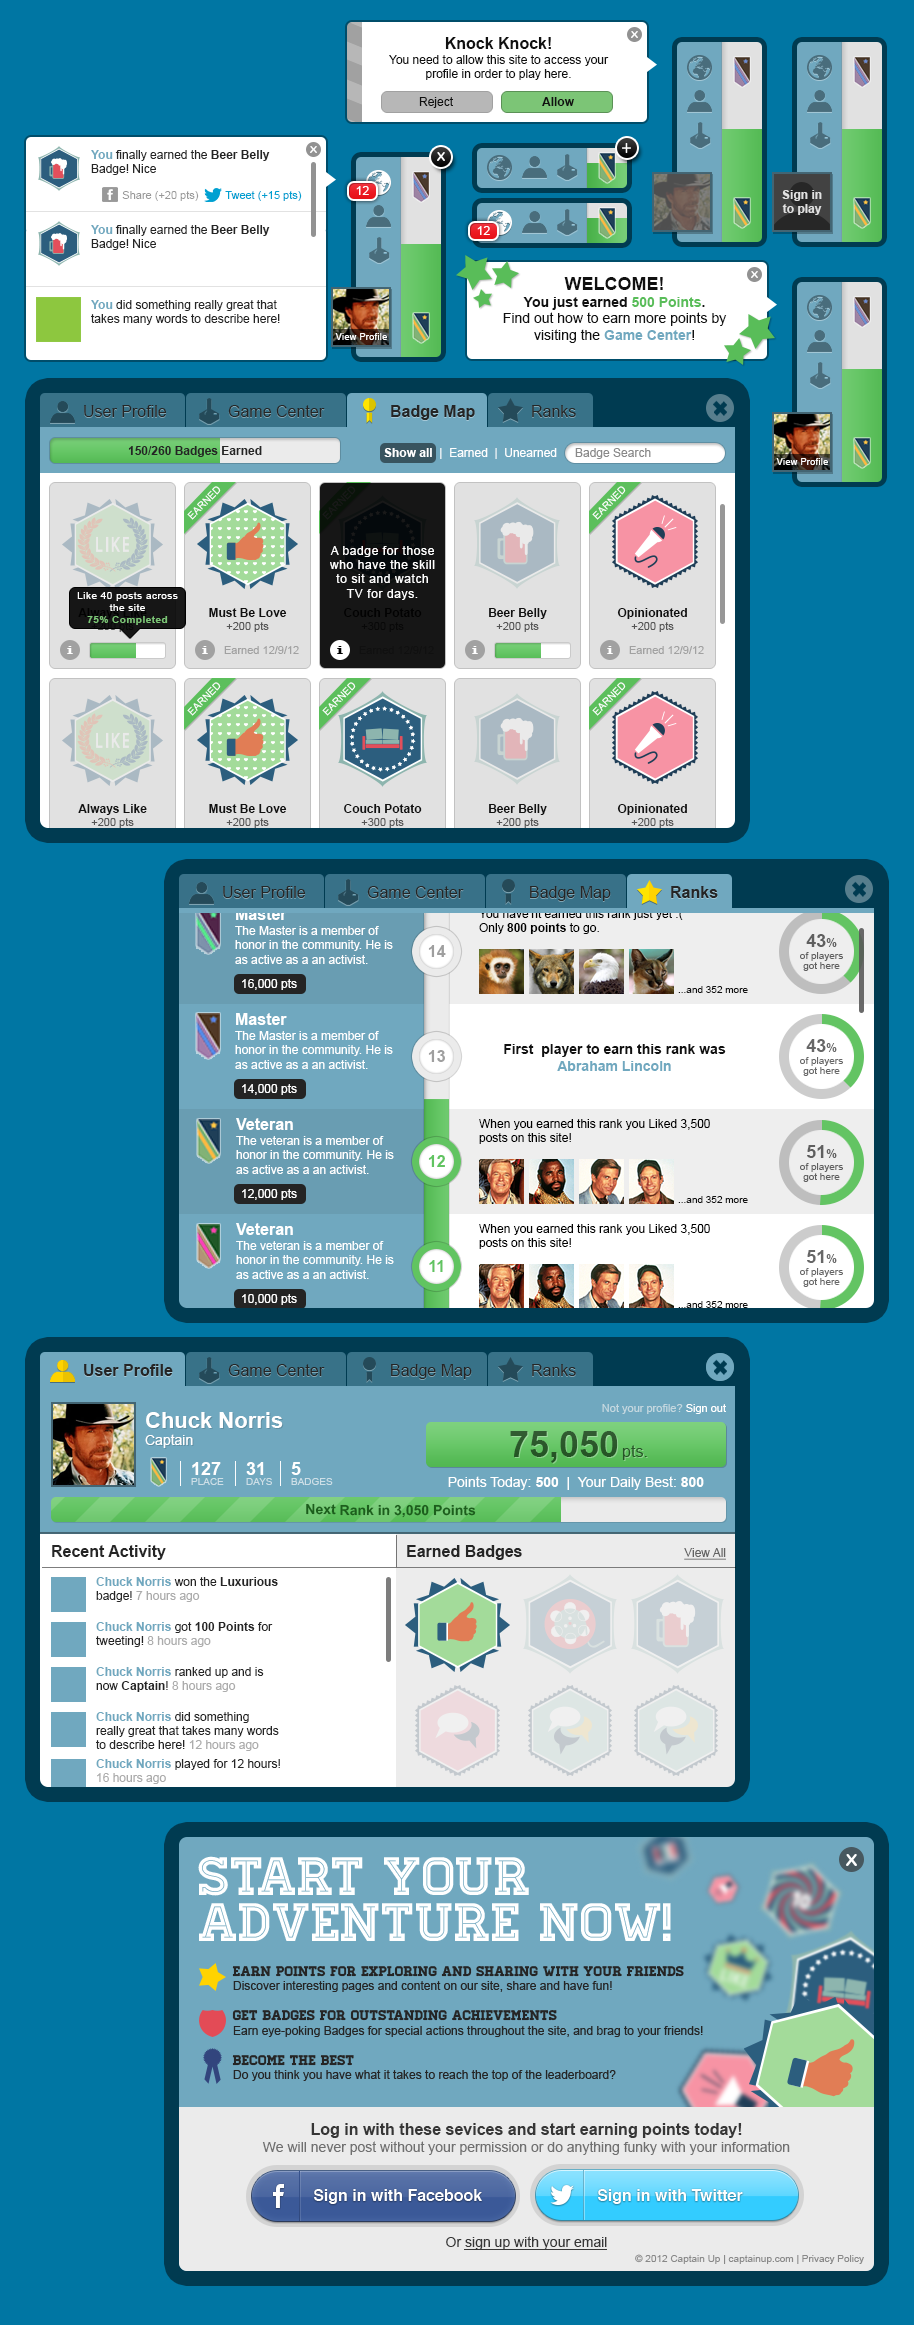 Knock Knock!
You need to allow this site to access your
profile in order to play here.
Reject
Allow
You finally earned the Beer Belly
Badge! Nice
Share (+20 pts)
Tweet (+15 pts)
You finally earned the Beer Belly
Badge! Nice
You did something really great that
takes many words to describe here!
12
View Profile
12
Sign in
to play
WELCOME!
You just earned 500 Points.
Find out how to earn more points by
visiting the Game Center!
View Profile
User Profile
Game Center
Badge Map
Ranks
150/260 Badges Earned
Show all | Earned | Unearned
Badge Search
LIKE
Like 40 posts across
the site
75% Completed
EARNED
Must Be Love
+200 pts
Earned 12/9/12
A badge for those
who have the skill
to sit and watch
TV for days.
Couch Potato
+300 pts
Beer Belly
+200 pts
EARNED
Opinionated
+200 pts
Earned 12/9/12
LIKE
Always Like
+200 pts
EARNED
Must Be Love
+200 pts
EARNED
Couch Potato
+300 pts
Beer Belly
+200 pts
EARNED
Opinionated
+200 pts
User Profile
Game Center
Badge Map
Ranks
Master
The Master is a member of
honor in the community. He is
as active as a an activist.
16,000 pts
14
You have nt earned this rank just yet :(
Only 800 points to go.
...and 352 more
43%
of players
got here
Master
The Master is a member of
honor in the community. He is
as active as a an activist.
14,000 pts
13
First player to earn this rank was
Abraham Lincoln
43%
of players
got here
Veteran
The veteran is a member of
honor in the community. He is
as active as a an activist.
12,000 pts
12
When you earned this rank you Liked 3,500
posts on this site!
...and 352 more
51%
of players
got here
Veteran
The veteran is a member of
honor in the community. He is
as active as a an activist.
10,000 pts
11
When you earned this rank you Liked 3,500
posts on this site!
...and 352 more
51%
of players
got here
User Profile
Game Center
Badge Map
Ranks
Chuck Norris
Captain
127
PLACE
31
DAYS
5
BADGES
Not your profile? Sign out
75,050 pts.
Points Today: 500 | Your Daily Best: 800
Next Rank in 3,050 Points
Recent Activity
Chuck Norris won the Luxurious
badge! 7 hours ago
Chuck Norris got 100 Points for
tweeting! 8 hours ago
Chuck Norris ranked up and is
now Captain! 8 hours ago
Chuck Norris did something
really great that takes many words
to describe here! 12 hours ago
Chuck Norris played for 12 hours!
16 hours ago
Earned Badges
View All
START YOUR
ADVENTURE NOW!
EARN POINTS FOR EXPLORING AND SHARING WITH YOUR FRIENDS
Discover interesting pages and content on our site, share and have fun!
GET BADGES FOR OUTSTANDING ACHIEVEMENTS
Earn eye-poking Badges for special actions throughout the site, and brag to your friends!
BECOME THE BEST
Do you think you have what it takes to reach the top of the leaderboard?
Log in with these sevices and start earning points today!
We will never post without your permission or do anything funky with your information
Sign in with Facebook
Sign in with Twitter
Or sign up with your email
© 2012 Captain Up | captainup.com | Privacy Policy